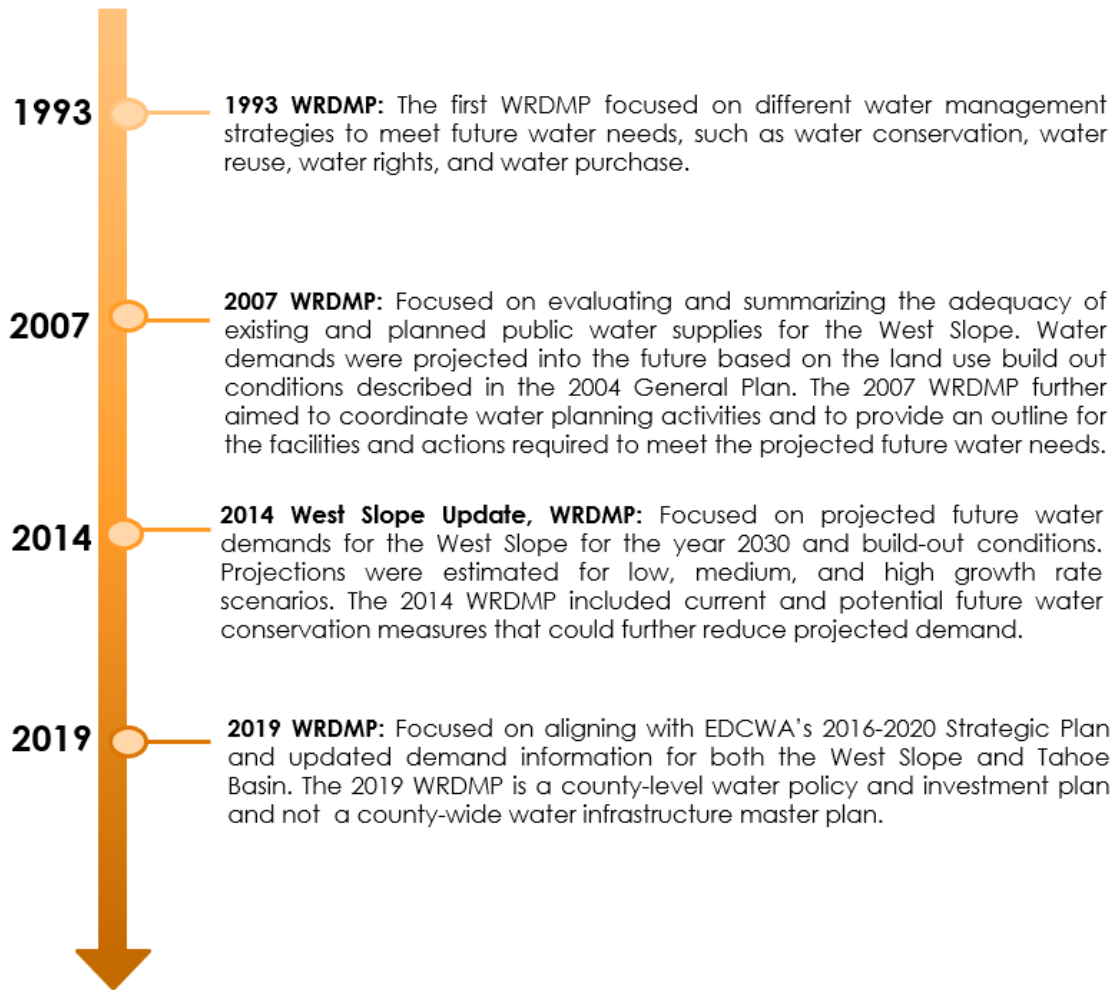 1993
1993 WRDMP: The first WRDMP focused on different water management
strategies to meet future water needs, such as water conservation, water
reuse, water rights, and water purchase.
2007
2007 WRDMP: Focused on evaluating and summarizing the adequacy of
existing and planned public water supplies for the West Slope. Water
demands were projected into the future based on the land use build out
conditions described in the 2004 General Plan. The 2007 WRDMP further
aimed to coordinate water planning activities and to provide an outline for
the facilities and actions required to meet the projected future water needs.
2014
2014 West Slope Update, WRDMP: Focused on projected future water
demands for the West Slope for the year 2030 and build-out conditions.
Projections were estimated for low, medium, and high growth rate
scenarios. The 2014 WRDMP included current and potential future water
conservation measures that could further reduce projected demand.
2019
2019 WRDMP: Focused on aligning with EDCWA's 2016-2020 Strategic Plan
and updated demand information for both the West Slope and Tahoe
Basin. The 2019 WRDMP is a county-level water policy and investment plan
and not a county-wide water infrastructure master plan.